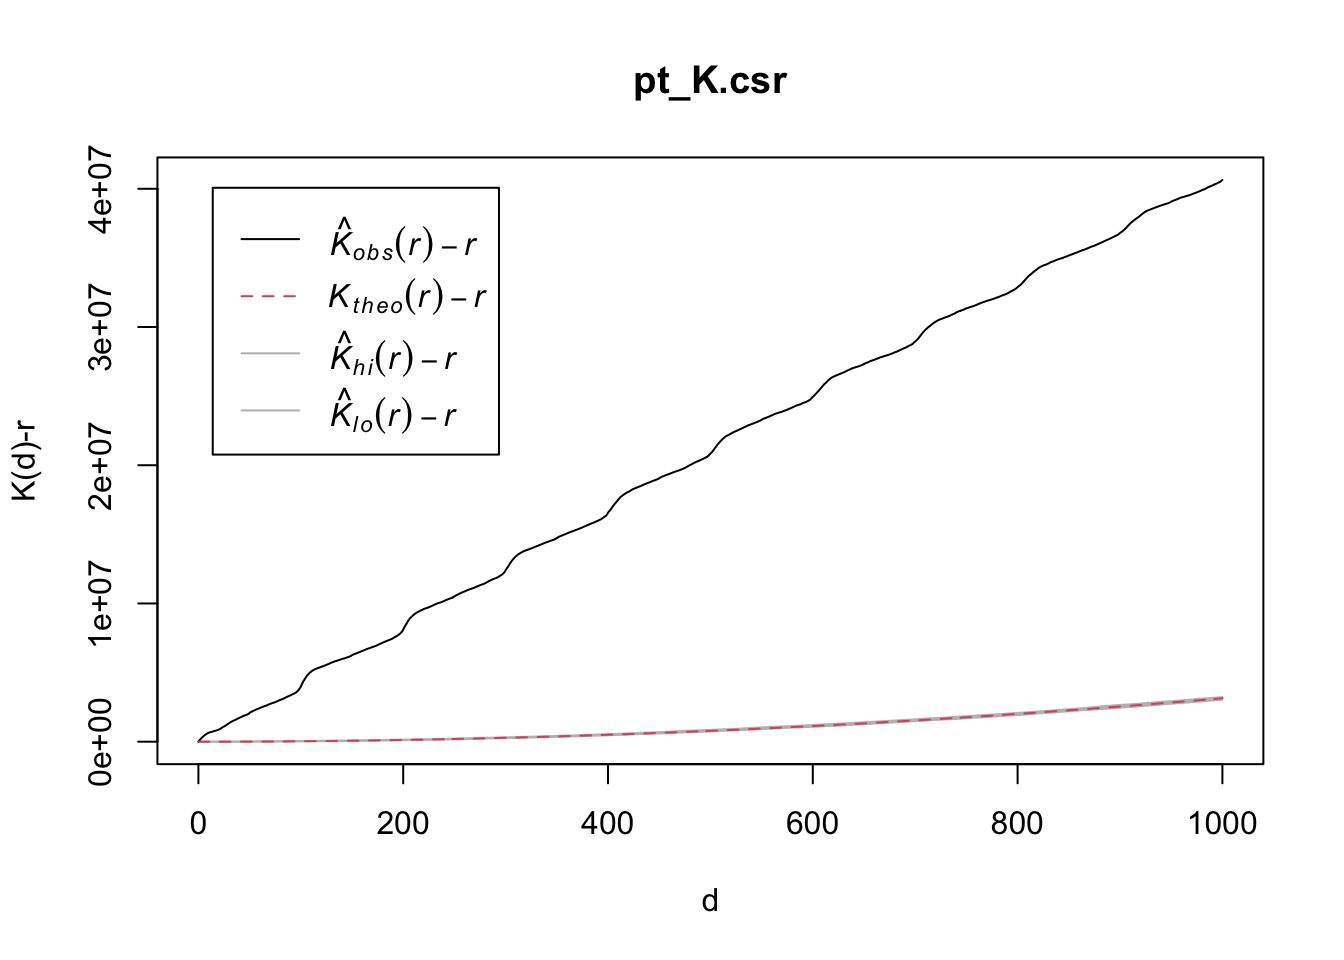 pt_K.csr
K̂obs(r) − r
Ktheo(r) − r
K̂hi(r) − r
K̂lo(r) − r
K(d)-r
4e+07
3e+07
2e+07
1e+07
0e+00
0 200 400 600 800 1000
d